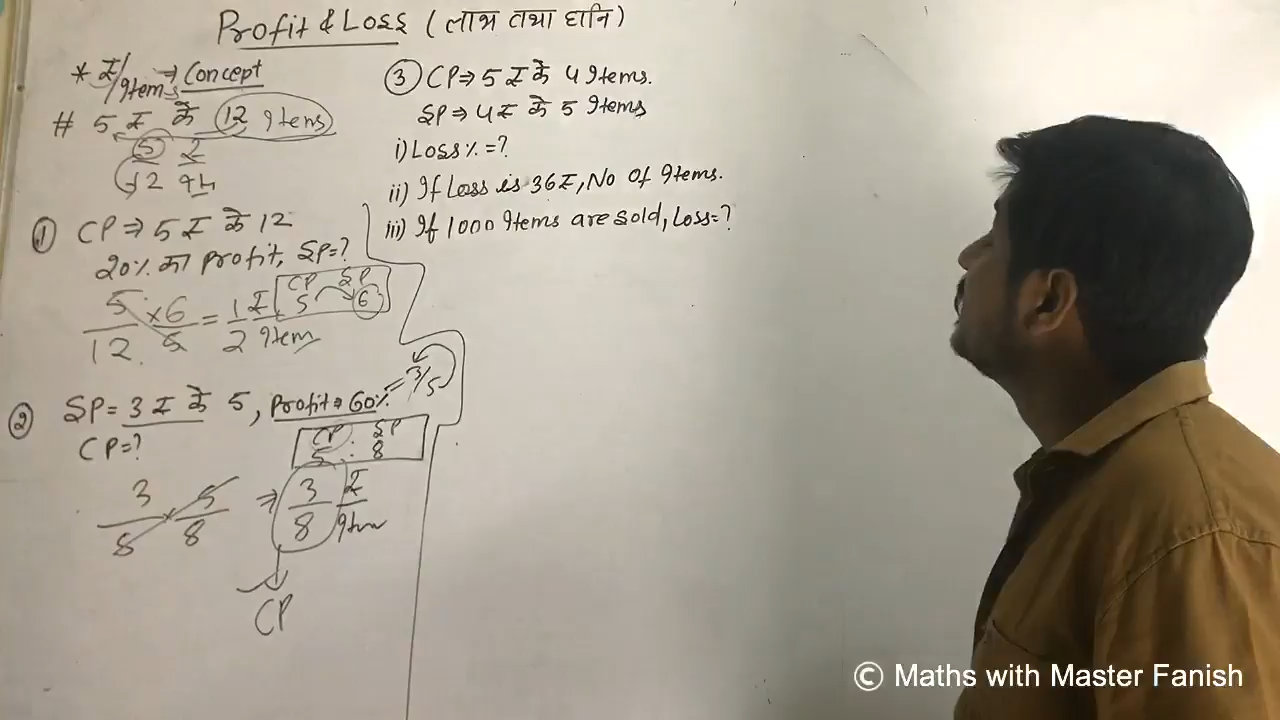 Profit & Loss (लाभ तथा हानि)
* ₹/Items ⇒ Concept
# 5 ₹ के 12 Items
5 ₹
12
① CP ⇒ 5 ₹ के 12
20% का profit, SP=?
CP SP
5 6
5/12 × 6/5 = 1 ₹/2 Item
② SP = 3 ₹ के 5, Profit = 60% = 3/5
CP=?
CP : SP
5 : 8
3/5 × 5/8 ⇒ 3/8 ₹/Item
CP
③ CP ⇒ 5 ₹ के 4 Items.
SP ⇒ 4 ₹ के 5 Items
i) Loss% = ?
ii) If Loss is 36 ₹, No Of Items.
iii) If 1000 Items are sold, Loss=?
© Maths with Master Fanish